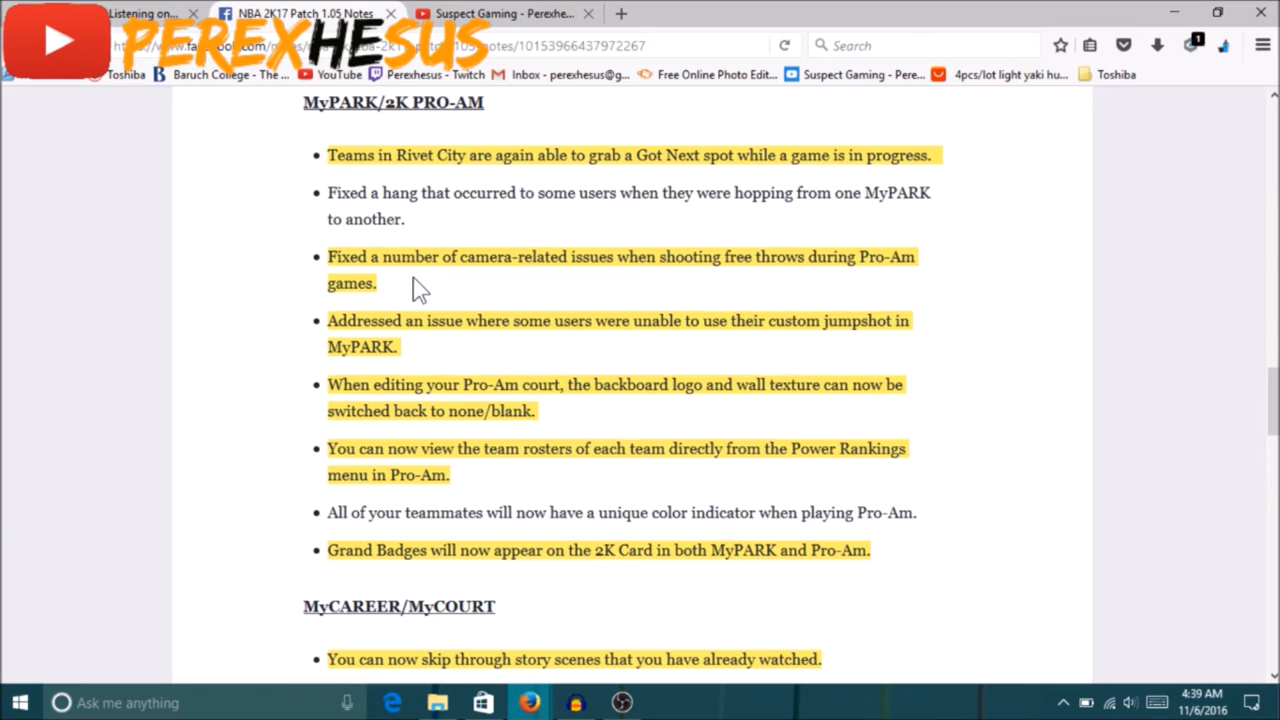 Listening on...
NBA 2K17 Patch 1.05 Notes
Suspect Gaming - Perexhe...
PEREXHESUS
Search
1
Toshiba
Baruch College - The ...
YouTube
Perexhesus - Twitch
Inbox - perexhesus@g...
Free Online Photo Edit...
Suspect Gaming - Pere...
4pcs/lot light yaki hu...
Toshiba
MyPARK/2K PRO-AM
• Teams in Rivet City are again able to grab a Got Next spot while a game is in progress.
• Fixed a hang that occurred to some users when they were hopping from one MyPARK
to another.
• Fixed a number of camera-related issues when shooting free throws during Pro-Am
games.
• Addressed an issue where some users were unable to use their custom jumpshot in
MyPARK.
• When editing your Pro-Am court, the backboard logo and wall texture can now be
switched back to none/blank.
• You can now view the team rosters of each team directly from the Power Rankings
menu in Pro-Am.
• All of your teammates will now have a unique color indicator when playing Pro-Am.
• Grand Badges will now appear on the 2K Card in both MyPARK and Pro-Am.
MyCAREER/MyCOURT
• You can now skip through story scenes that you have already watched.
Ask me anything
4:39 AM
11/6/2016